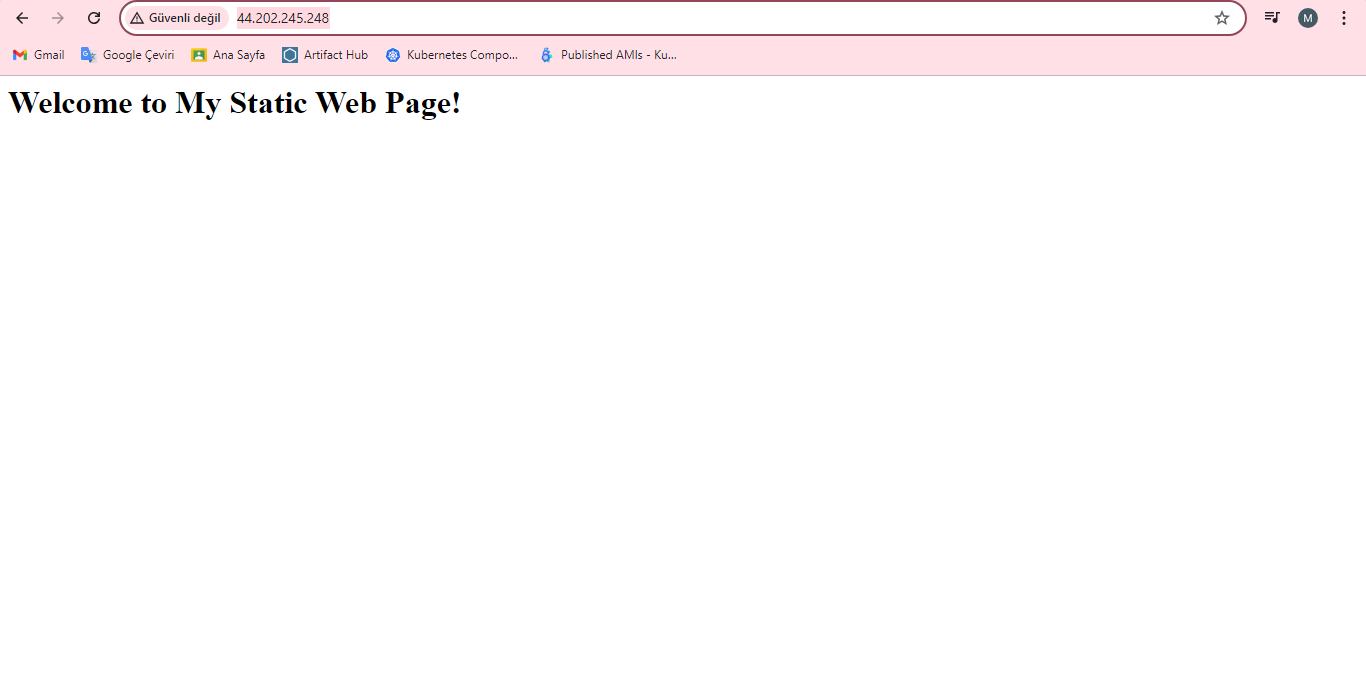 Güvenli değil 44.202.245.248
M
Gmail Google Çeviri Ana Sayfa Artifact Hub Kubernetes Compo... Published AMIs - Ku...
Welcome to My Static Web Page!